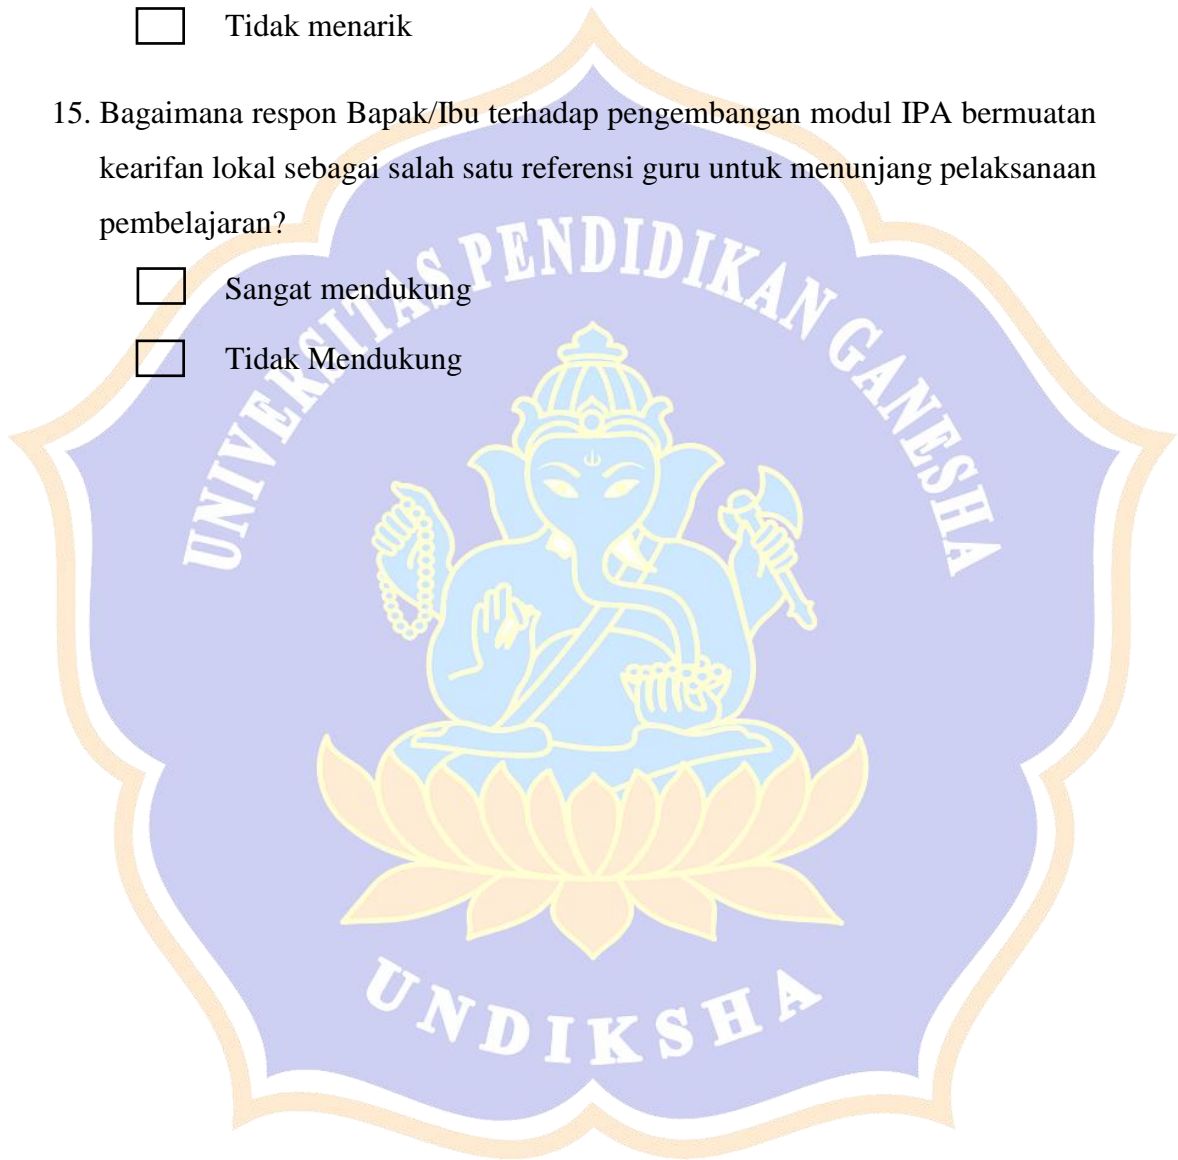 Tidak menarik
15. Bagaimana respon Bapak/Ibu terhadap pengembangan modul IPA bermuatan
kearifan lokal sebagai salah satu referensi guru untuk menunjang pelaksanaan
pembelajaran?
Sangat mendukung
Tidak Mendukung
UNIVERSITAS PENDIDIKAN GANESHA
UNDIKSHA